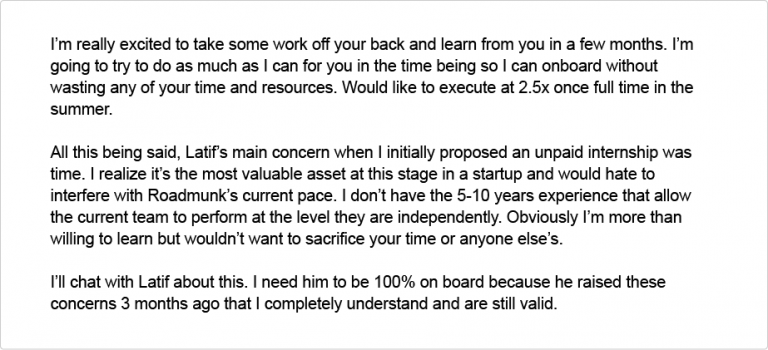 I'm really excited to take some work off your back and learn from you in a few months. I'm
going to try to do as much as I can for you in the time being so I can onboard without
wasting any of your time and resources. Would like to execute at 2.5x once full time in the
summer.
All this being said, Latif's main concern when I initially proposed an unpaid internship was
time. I realize it's the most valuable asset at this stage in a startup and would hate to
interfere with Roadmunk's current pace. I don't have the 5-10 years experience that allow
the current team to perform at the level they are independently. Obviously I'm more than
willing to learn but wouldn't want to sacrifice your time or anyone else's.
I'll chat with Latif about this. I need him to be 100% on board because he raised these
concerns 3 months ago that I completely understand and are still valid.